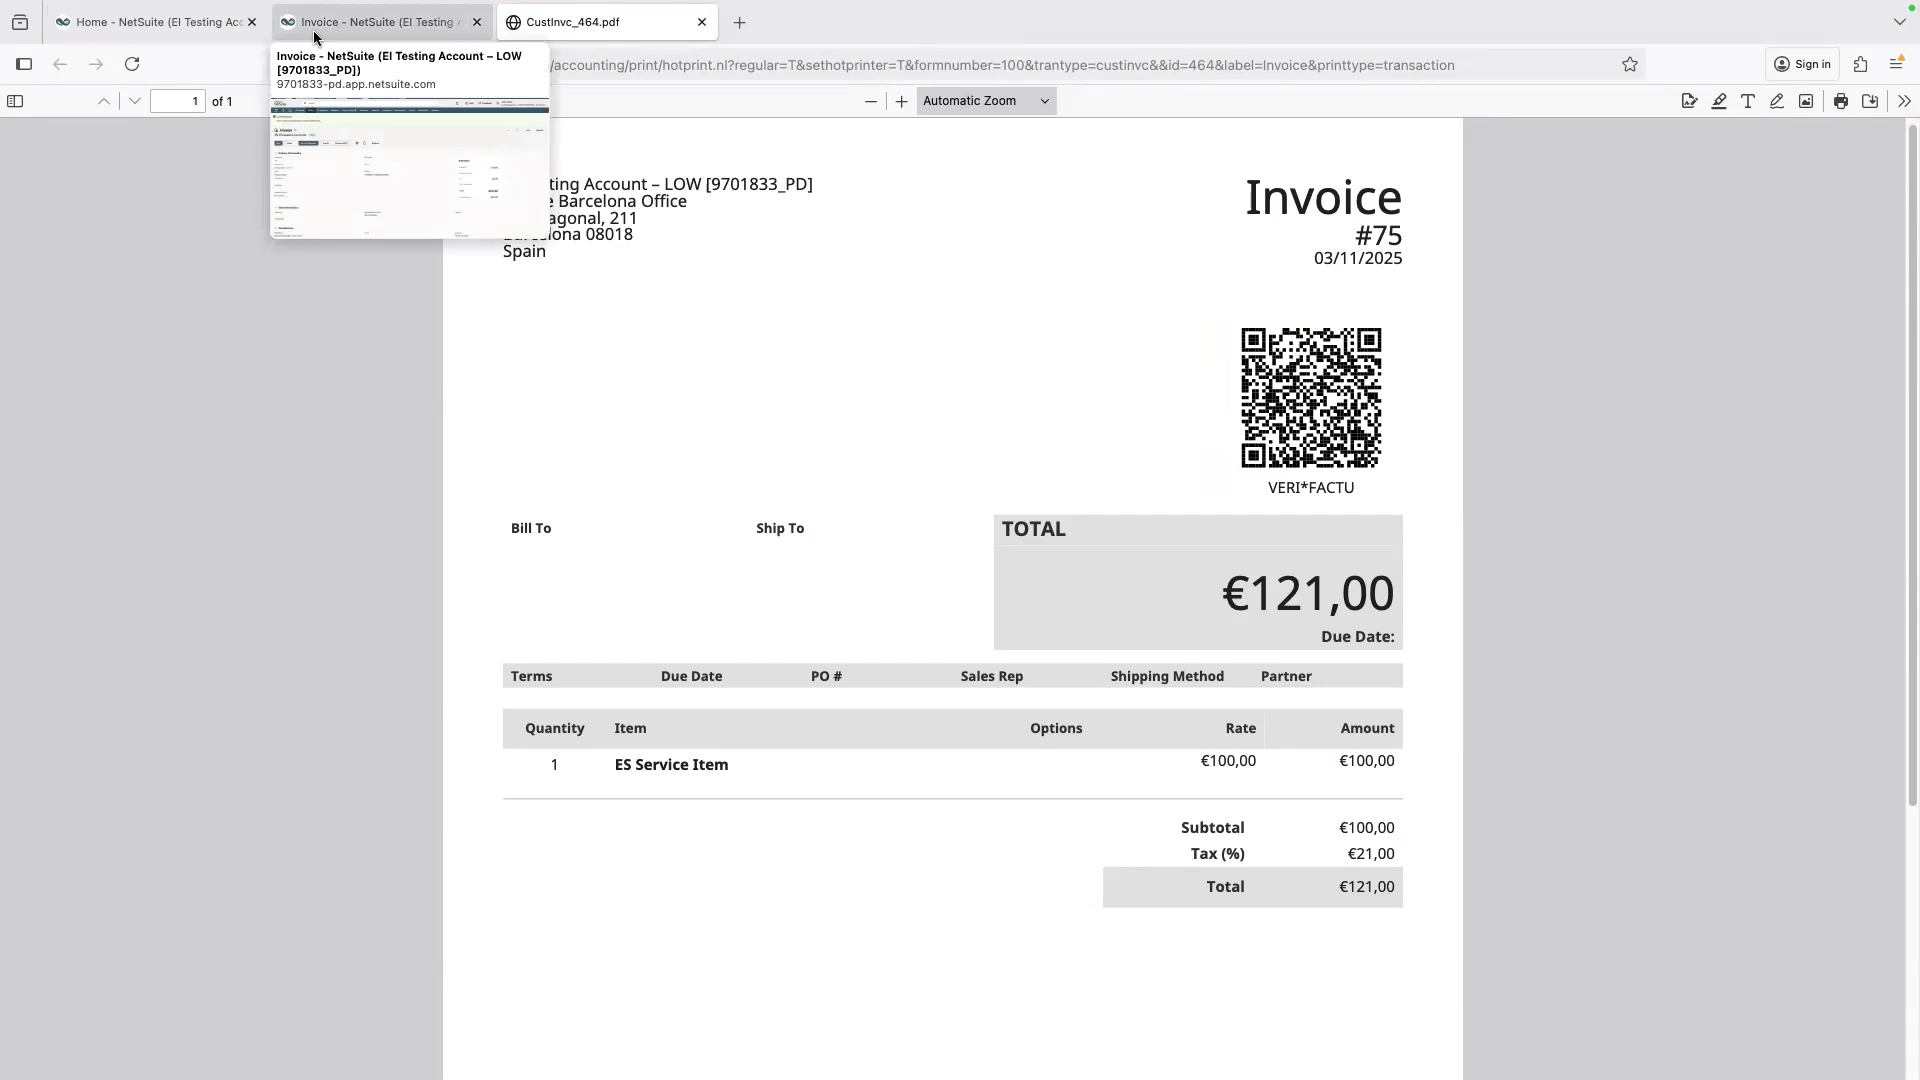 Home - NetSuite (EI Testing Acc
Invoice - NetSuite (EI Testing
CustInvc_464.pdf
Invoice - NetSuite (EI Testing Account – LOW
[9701833_PD])
9701833-pd.app.netsuite.com
/accounting/print/hotprint.nl?regular=T&sethotprinter=T&formnumber=100&trantype=custinvc&&id=464&label=Invoice&printtype=transaction
Sign in
1 of 1
Automatic Zoom
ting Account – LOW [9701833_PD]
Barcelona Office
agonal, 211
Barcelona 08018
Spain
Invoice
#75
03/11/2025
VERI*FACTU
Bill To
Ship To
TOTAL
€121,00
Due Date:
Terms Due Date PO # Sales Rep Shipping Method Partner
Quantity Item Options Rate Amount
1 ES Service Item €100,00 €100,00
Subtotal €100,00
Tax (%) €21,00
Total €121,00